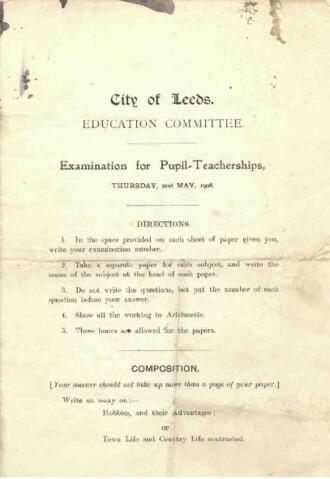 City of Leeds.
EDUCATION COMMITTEE.
Examination for Pupil-Teacherships,
THURSDAY, 21st MAY, 1908.
DIRECTIONS.
1. In the space provided on each sheet of paper given you,
write your examination number.
2. Take a separate paper for each subject, and write the
name of the subject at the head of each paper.
3. Do not write the questions, but put the number of each
question before your answer.
4. Show all the working in Arithmetic.
5. Three hours are allowed for the papers.
COMPOSITION.
[Your answer should not take up more than a page of your paper.]
Write an essay on:—
Hobbies, and their Advantages;
or
Town Life and Country Life contrasted.